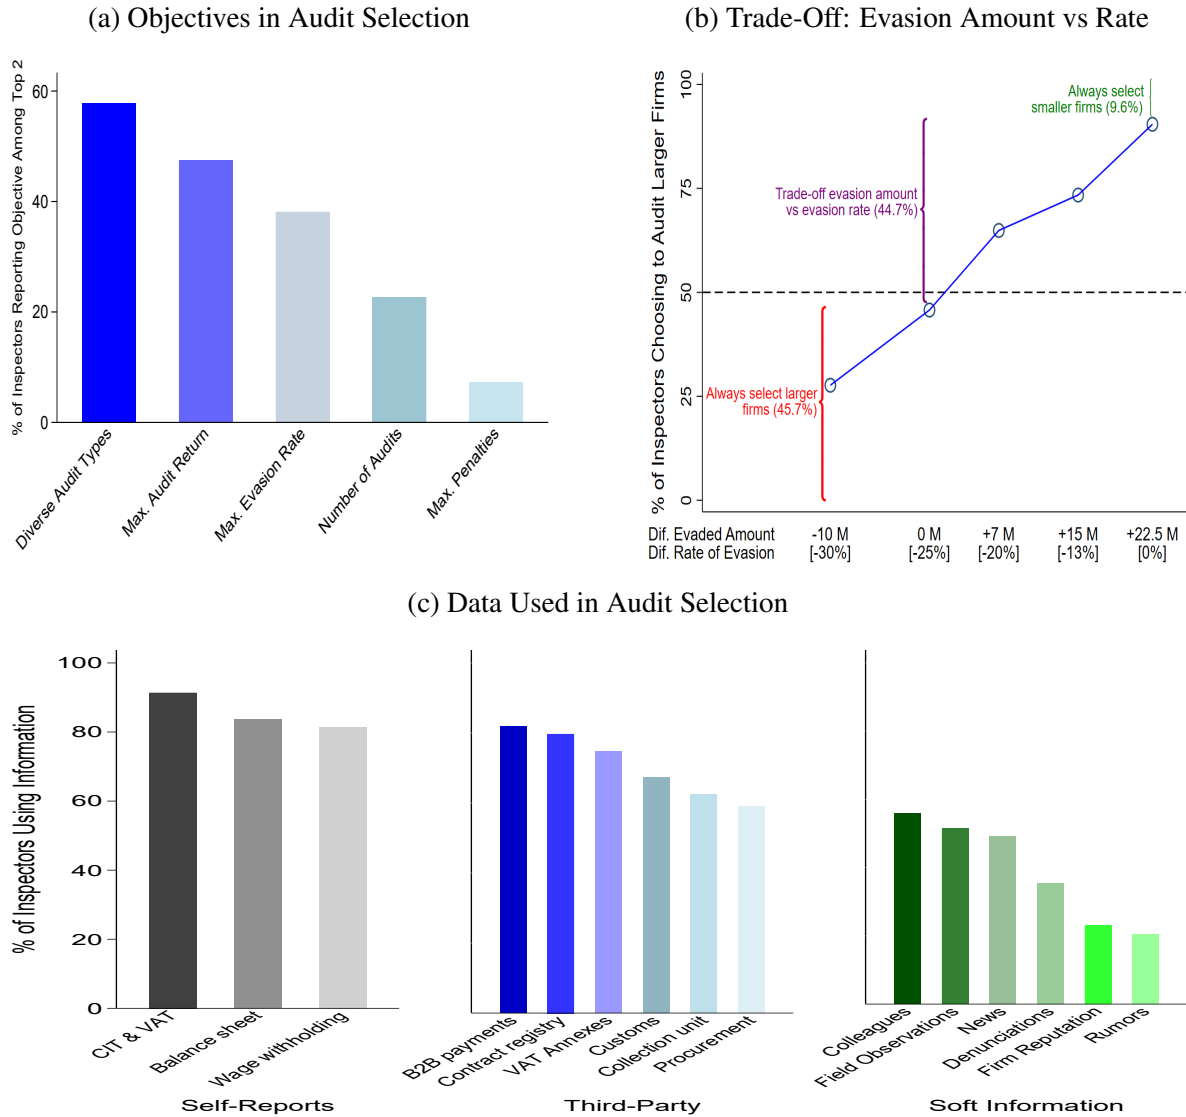 (a) Objectives in Audit Selection
% of Inspectors Reporting Objective Among Top 2
60
40
20
0
Diverse Audit Types
Max. Audit Return
Max. Evasion Rate
Number of Audits
Max. Penalties
(b) Trade-Off: Evasion Amount vs Rate
% of Inspectors Choosing to Audit Larger Firms
100
75
50
25
0
Always select
smaller firms (9.6%)
Trade-off evasion amount
vs evasion rate (44.7%)
Always select larger
firms (45.7%)
Dif. Evaded Amount -10 M 0 M +7 M +15 M +22.5 M
Dif. Rate of Evasion [-30%] [-25%] [-20%] [-13%] [0%]
(c) Data Used in Audit Selection
% of Inspectors Using Information
100
80
60
40
20
0
CIT & VAT
Balance sheet
Wage withholding
Self-Reports
B2B payments
Contract registry
VAT Annexes
Customs
Collection unit
Procurement
Third-Party
Colleagues
Field Observations
News
Denunciations
Firm Reputation
Rumors
Soft Information